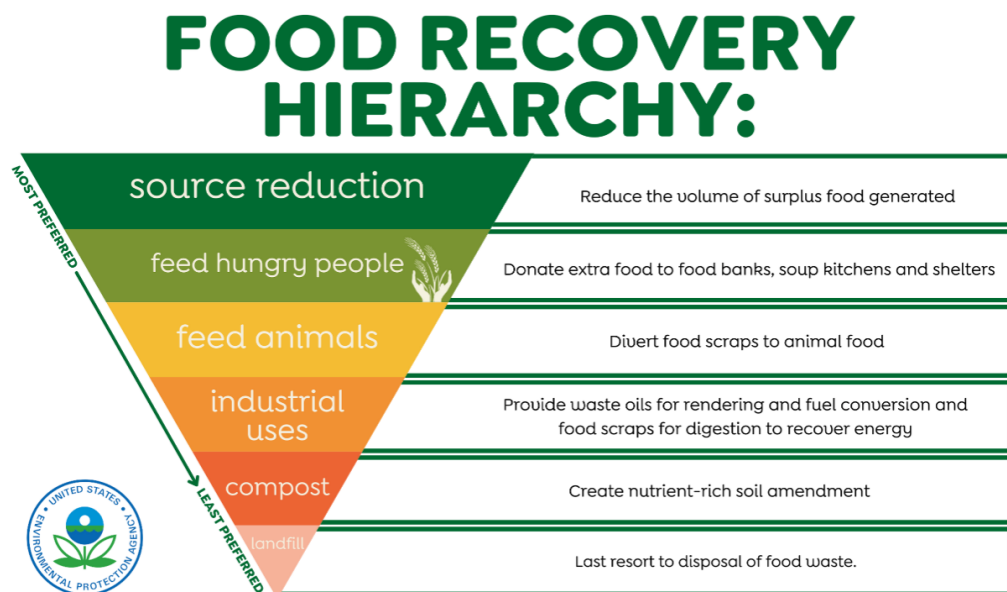 FOOD RECOVERY
HIERARCHY:
MOST PREFERRED
source reduction
Reduce the volume of surplus food generated
feed hungry people
Donate extra food to food banks, soup kitchens and shelters
feed animals
Divert food scraps to animal food
industrial
uses
Provide waste oils for rendering and fuel conversion and
food scraps for digestion to recover energy
compost
Create nutrient-rich soil amendment
landfill
Last resort to disposal of food waste.
LEAST PREFERRED
UNITED STATES
ENVIRONMENTAL PROTECTION AGENCY